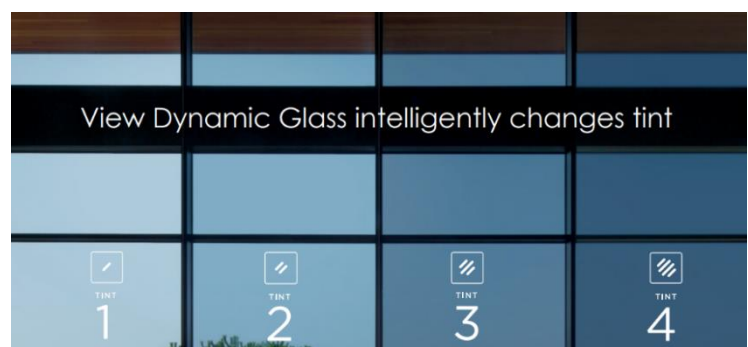 View Dynamic Glass intelligently changes tint
TINT TINT TINT TINT
1 2 3 4